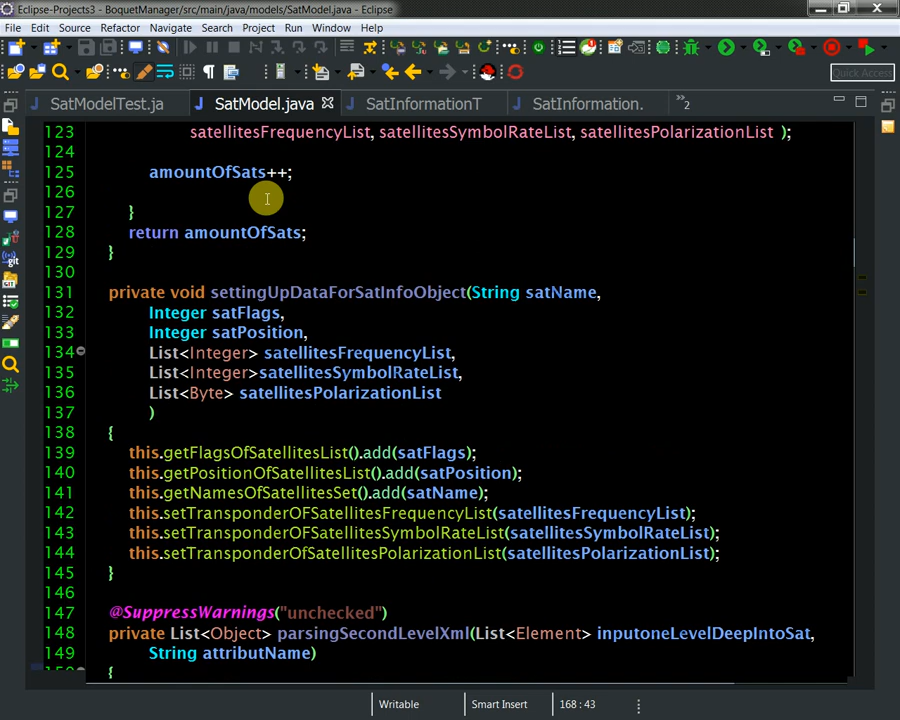 Eclipse-Projects3 - BoquetManager/src/main/java/models/SatModel.java - Eclipse
File Edit Source Refactor Navigate Search Project Run Window Help
Quick Access
SatModelTest.ja SatModel.java SatInformationT SatInformation. »2
123 satellitesFrequencyList, satellitesSymbolRateList, satellitesPolarizationList );
124
125 amountOfSats++;
126
127 }
128 return amountOfSats;
129 }
130
131 private void settingUpDataForSatInfoObject(String satName,
132 Integer satFlags,
133 Integer satPosition,
134 List<Integer> satellitesFrequencyList,
135 List<Integer>satellitesSymbolRateList,
136 List<Byte> satellitesPolarizationList
137 )
138 {
139 this.getFlagsOfSatellitesList().add(satFlags);
140 this.getPositionOfSatellitesList().add(satPosition);
141 this.getNamesOfSatellitesSet().add(satName);
142 this.setTransponderOFSatellitesFrequencyList(satellitesFrequencyList);
143 this.setTransponderOFSatellitesSymbolRateList(satellitesSymbolRateList);
144 this.setTransponderOfSatellitesPolarizationList(satellitesPolarizationList);
145 }
146
147 @SuppressWarnings("unchecked")
148 private List<Object> parsingSecondLevelXml(List<Element> inputoneLevelDeepIntoSat,
149 String attributName)
{
Writable Smart Insert 168 : 43